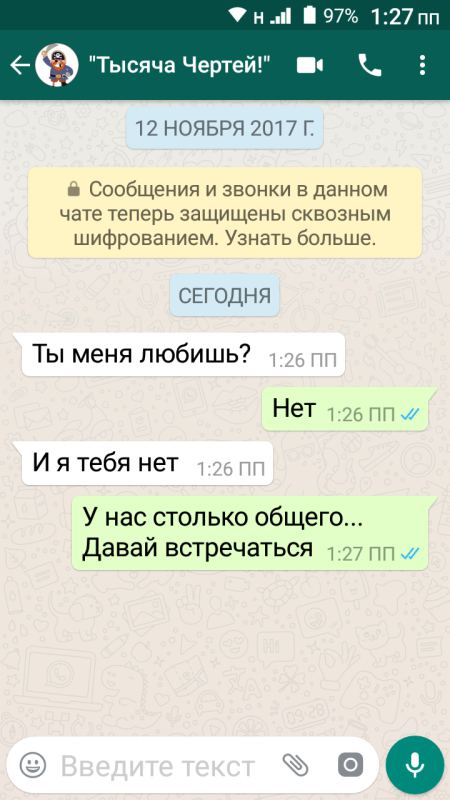 H 97% 1:27 пп
"Тысяча Чертей!"
12 НОЯБРЯ 2017 Г.
Сообщения и звонки в данном
чате теперь защищены сквозным
шифрованием. Узнать больше.
СЕГОДНЯ
Ты меня любишь? 1:26 ПП
Нет 1:26 ПП
И я тебя нет 1:26 ПП
У нас столько общего...
Давай встречаться 1:27 ПП
Введите текст